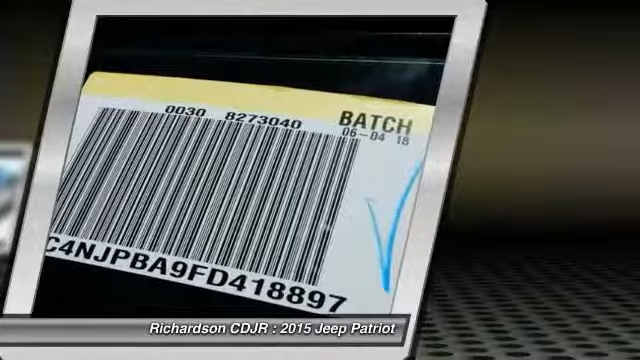 0030 8273040
BATCH
06-04 18
C4NJPBA9FD418897
Richardson CDJR : 2015 Jeep Patriot